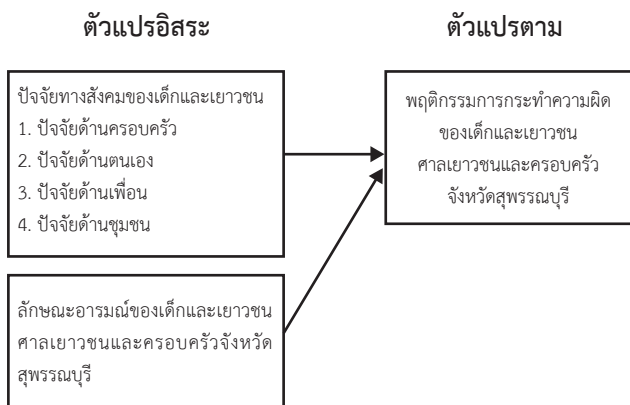 ตัวแปรอิสระ
ปัจจัยทางสังคมของเด็กและเยาวชน
1. ปัจจัยด้านครอบครัว
2. ปัจจัยด้านตนเอง
3. ปัจจัยด้านเพื่อน
4. ปัจจัยด้านชุมชน
ลักษณะอารมณ์ของเด็กและเยาวชน
ศาลเยาวชนและครอบครัวจังหวัด
สุพรรณบุรี
ตัวแปรตาม
พฤติกรรมการกระทำความผิด
ของเด็กและเยาวชน
ศาลเยาวชนและครอบครัว
จังหวัดสุพรรณบุรี